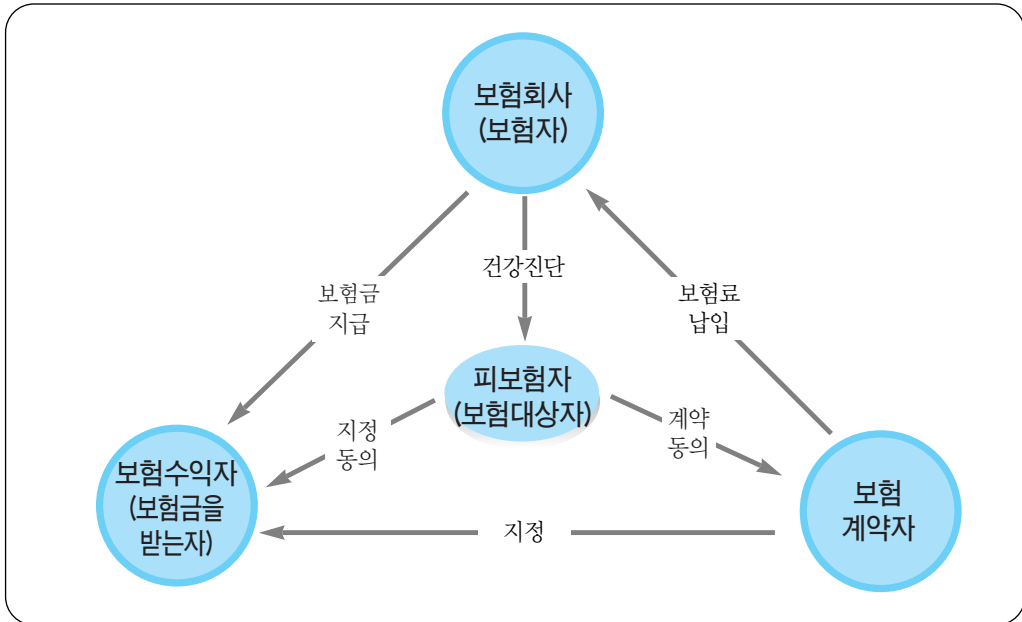 보험회사
(보험자)
건강진단
보험금
지급
보험료
납입
피보험자
(보험대상자)
지정
동의
계약
동의
보험수익자
(보험금을
받는자)
지정
보험
계약자